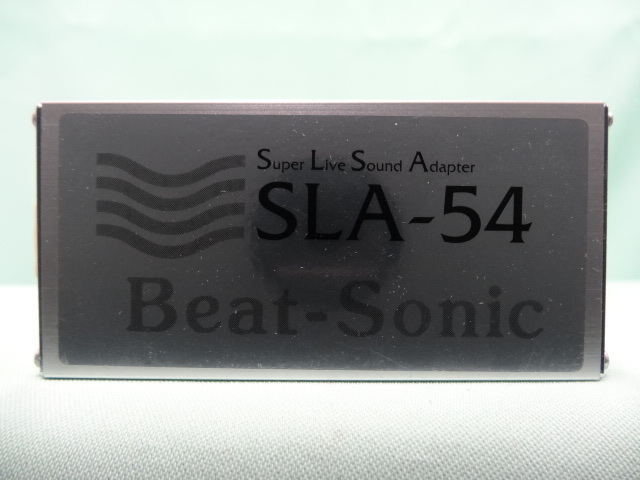 Super Live Sound Adapter
SLA-54
Beat-Sonic